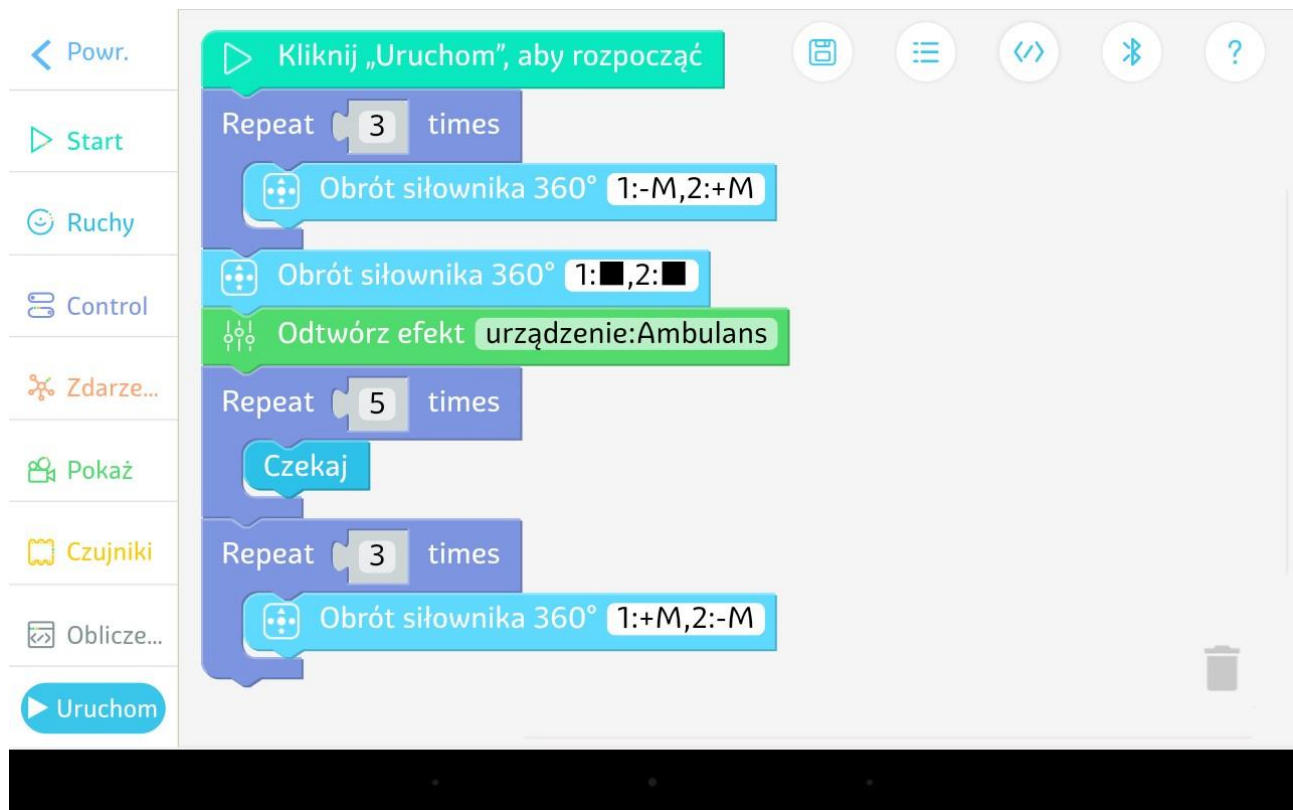 Powr.
Start
Ruchy
Control
Zdarze...
Pokaż
Czujniki
Oblicze...
Uruchom
Kliknij „Uruchom”, aby rozpocząć
Repeat 3 times
Obrót siłownika 360° 1:-M,2:+M
Obrót siłownika 360° 1:■,2:■
Odtwórz efekt urządzenie:Ambulans
Repeat 5 times
Czekaj
Repeat 3 times
Obrót siłownika 360° 1:+M,2:-M
?